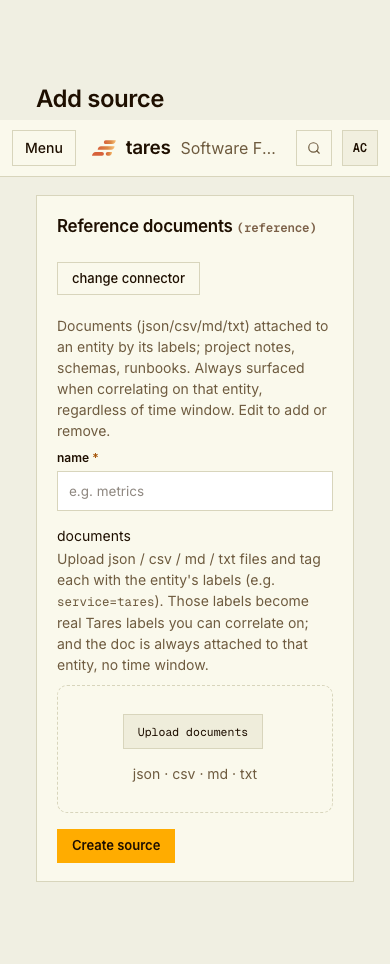 Add source
Menu
tares Software F...
AC
Reference documents (reference)
change connector
Documents (json/csv/md/txt) attached to
an entity by its labels; project notes,
schemas, runbooks. Always surfaced
when correlating on that entity,
regardless of time window. Edit to add or
remove.
name *
e.g. metrics
documents
Upload json / csv / md / txt files and tag
each with the entity's labels (e.g.
service=tares). Those labels become
real Tares labels you can correlate on;
and the doc is always attached to that
entity, no time window.
Upload documents
json · csv · md · txt
Create source